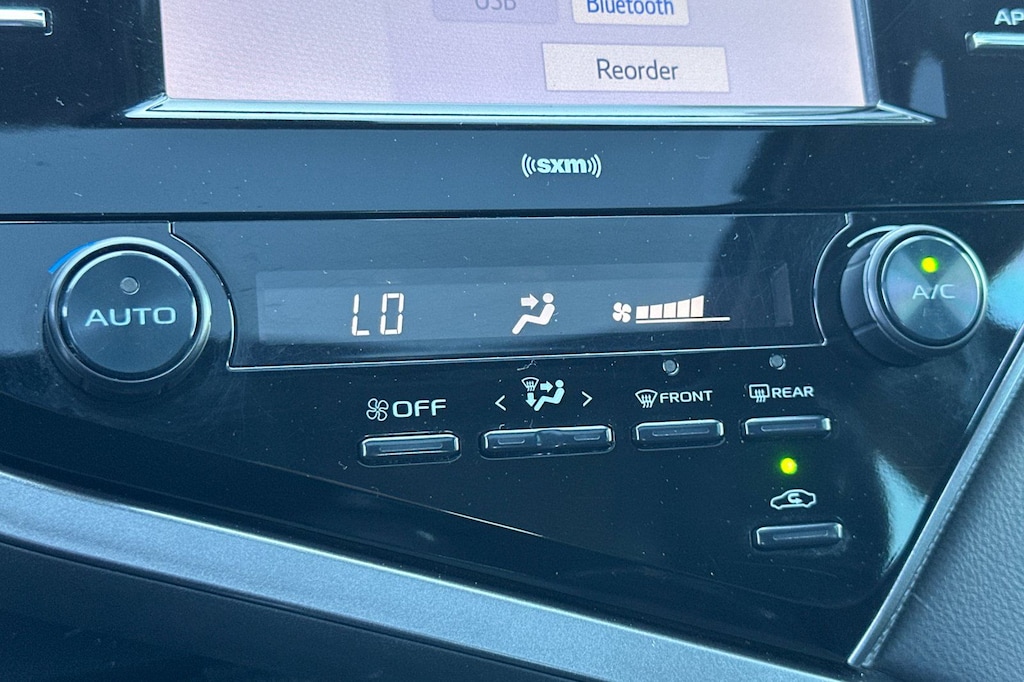 USB
Bluetooth
Reorder
AP
sxm
AUTO
LO
A/C
OFF
FRONT
REAR